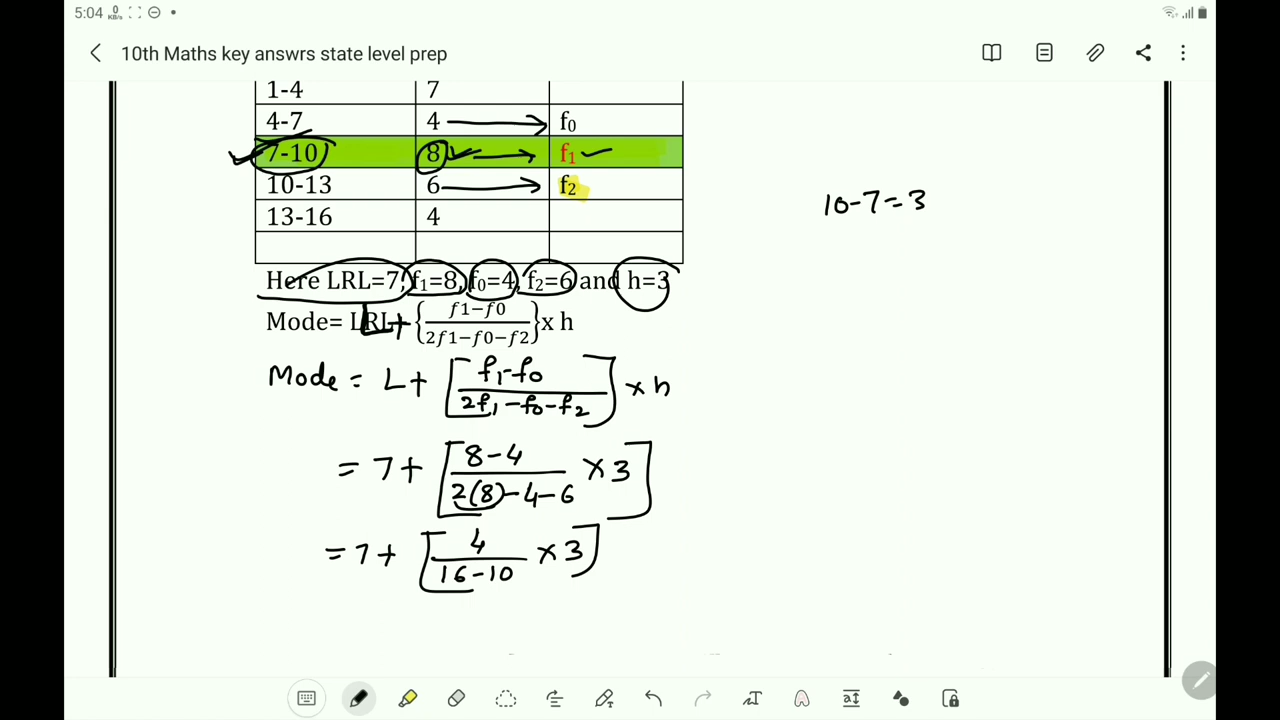 5:04 0 KB/s
10th Maths key answrs state level prep
1-4 7
4-7 4 f₀
7-10 8 f₁
10-13 6 f₂
13-16 4
10-7=3
Here LRL=7, f₁=8, f₀=4, f₂=6 and h=3
Mode= LRL+{f1−f0 / 2f1−f0−f2}x h
Mode = L+ [f₁-f₀ / 2f₁-f₀-f₂] x h
= 7+ [8-4 / 2(8)-4-6 x 3]
= 7+ [4 / 16-10 x 3]